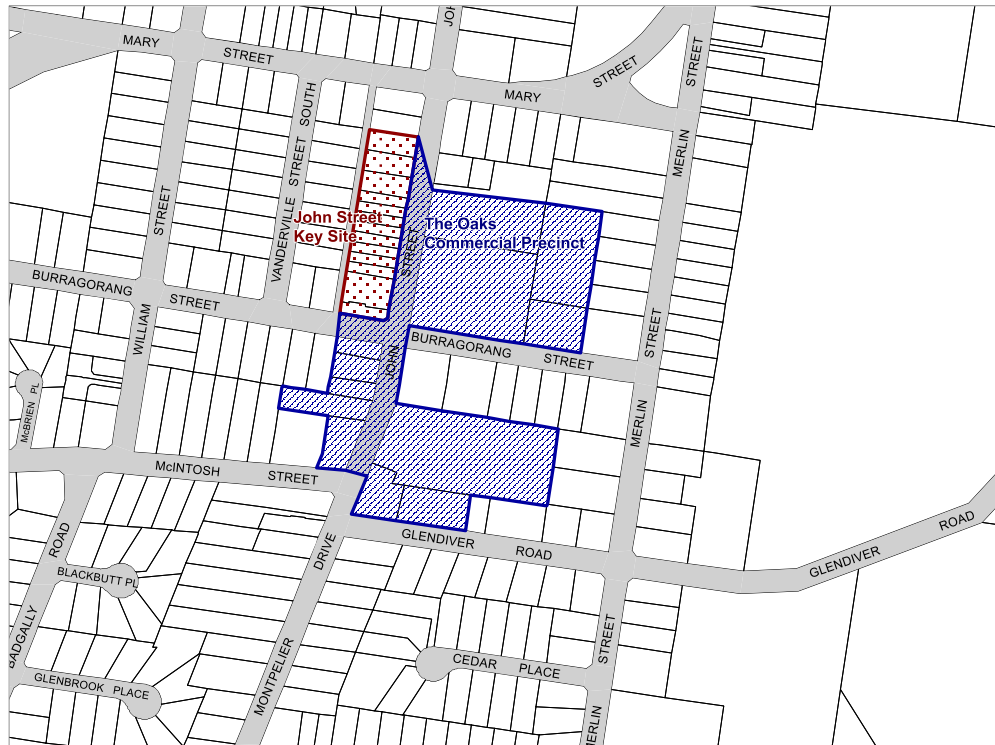 JOH
MARY
STREET
STREET
STREET
MARY
SOUTH
STREET
VANDERVILLE
STREET
MERLIN
John Street
Key Site
The Oaks
Commercial Precinct
STREET
BURRAGORANG
STREET
WILLIAM
JOHN
BURRAGORANG
STREET
STREET
McBRIEN PL
MERLIN
McINTOSH
STREET
GLENDIVER
ROAD
GLENDIVER
ROAD
ROAD
DRIVE
BLACKBUTT PL
BADGALLY
MONTPELIER
STREET
CEDAR
PLACE
GLENBROOK PLACE
MERLIN